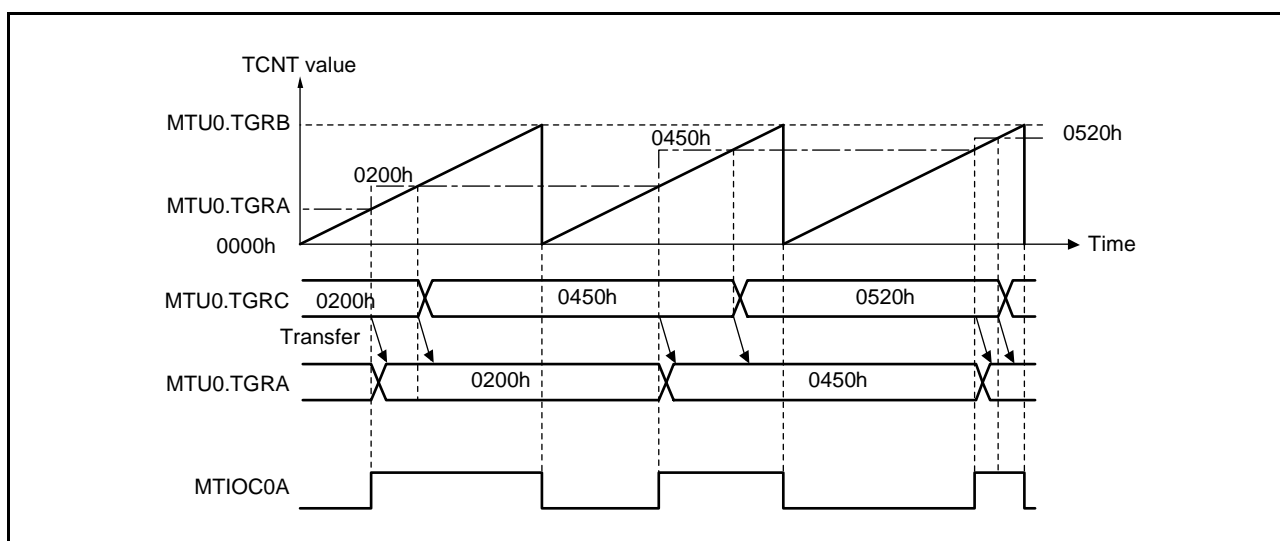 TCNT value
MTU0.TGRB
0520h
0450h
0200h
MTU0.TGRA
0000h
Time
MTU0.TGRC
0200h
0450h
0520h
Transfer
MTU0.TGRA
0200h
0450h
MTIOC0A